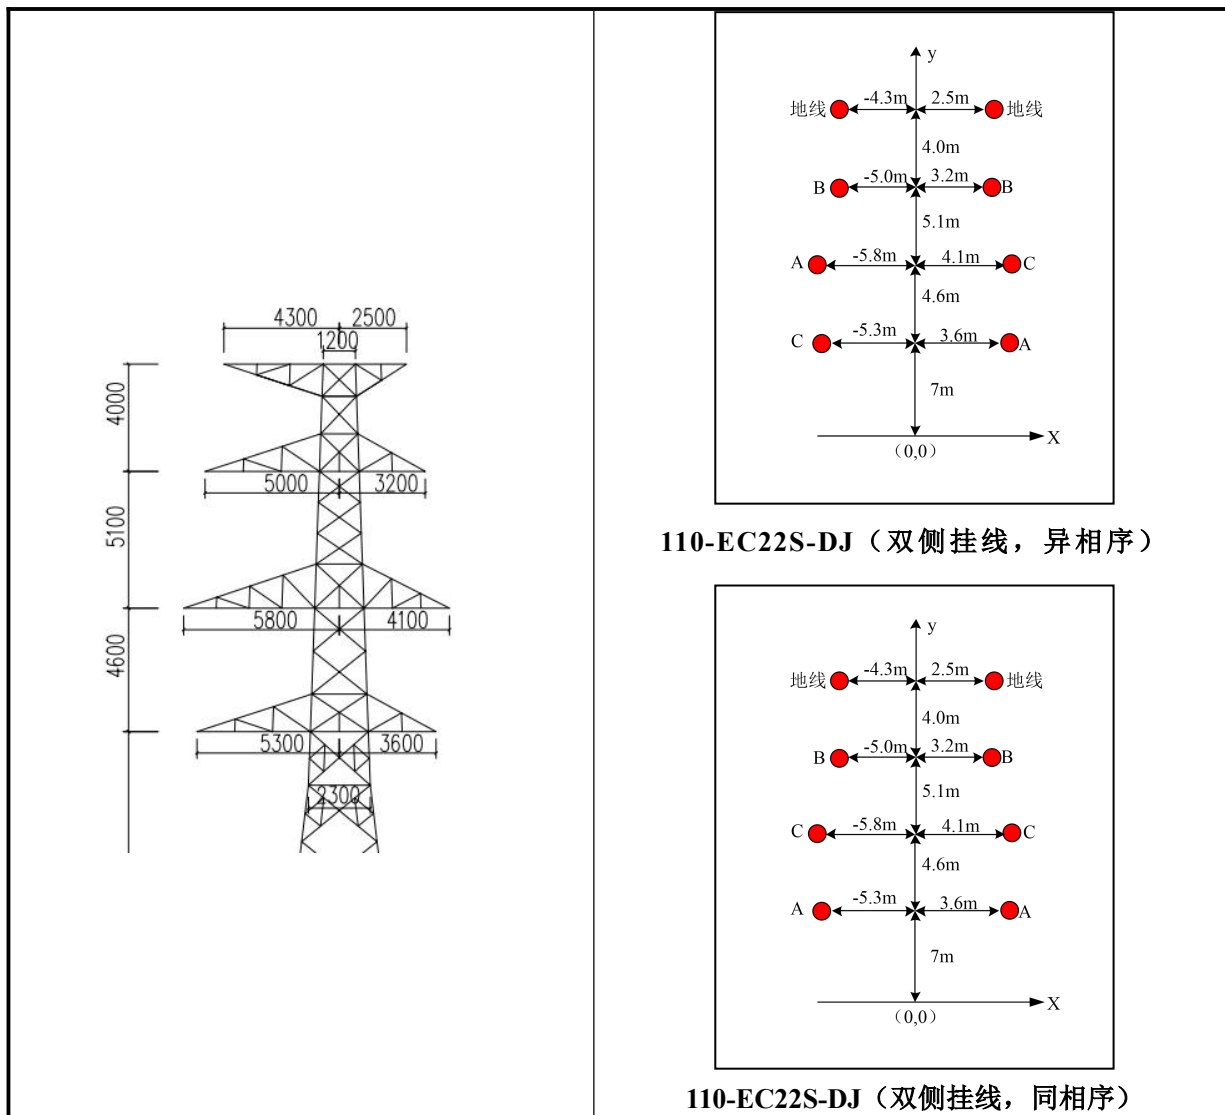 4300
2500
1200
4000
5000
3200
5100
5800
4100
4600
5300
3600
2300
y
地线
-4.3m
2.5m
地线
4.0m
B
-5.0m
3.2m
B
5.1m
A
-5.8m
4.1m
C
4.6m
C
-5.3m
3.6m
A
7m
X
（0,0）
110-EC22S-DJ（双侧挂线，异相序）
y
地线
-4.3m
2.5m
地线
4.0m
B
-5.0m
3.2m
B
5.1m
C
-5.8m
4.1m
C
4.6m
A
-5.3m
3.6m
A
7m
X
（0,0）
110-EC22S-DJ（双侧挂线，同相序）